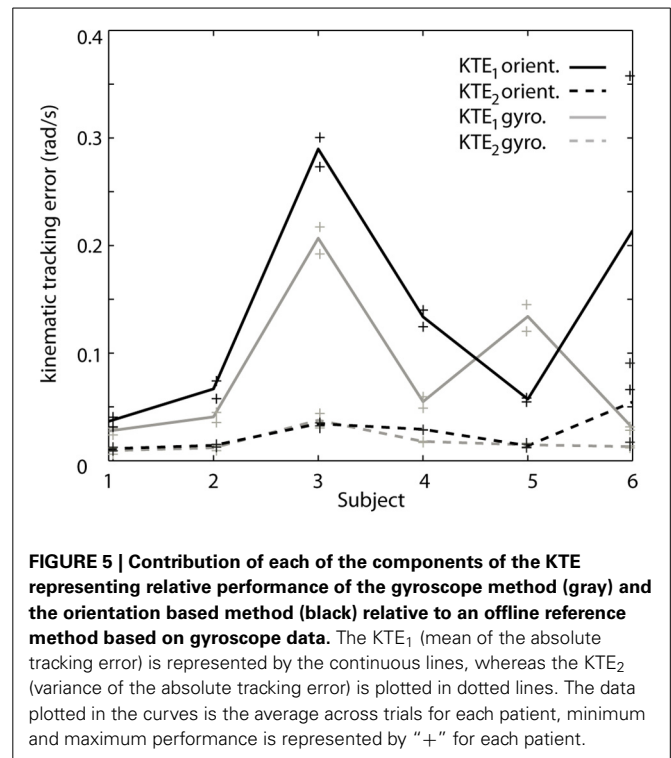 0.4
KTE₁ orient.
KTE₂ orient.
0.3
KTE₁ gyro.
KTE₂ gyro.
kinematic tracking error (rad/s)
0.2
0.1
0
1 2 3 4 5 6
Subject
FIGURE 5 | Contribution of each of the components of the KTE
representing relative performance of the gyroscope method (gray) and
the orientation based method (black) relative to an offline reference
method based on gyroscope data. The KTE₁ (mean of the absolute
tracking error) is represented by the continuous lines, whereas the KTE₂
(variance of the absolute tracking error) is plotted in dotted lines. The data
plotted in the curves is the average across trials for each patient, minimum
and maximum performance is represented by “+” for each patient.